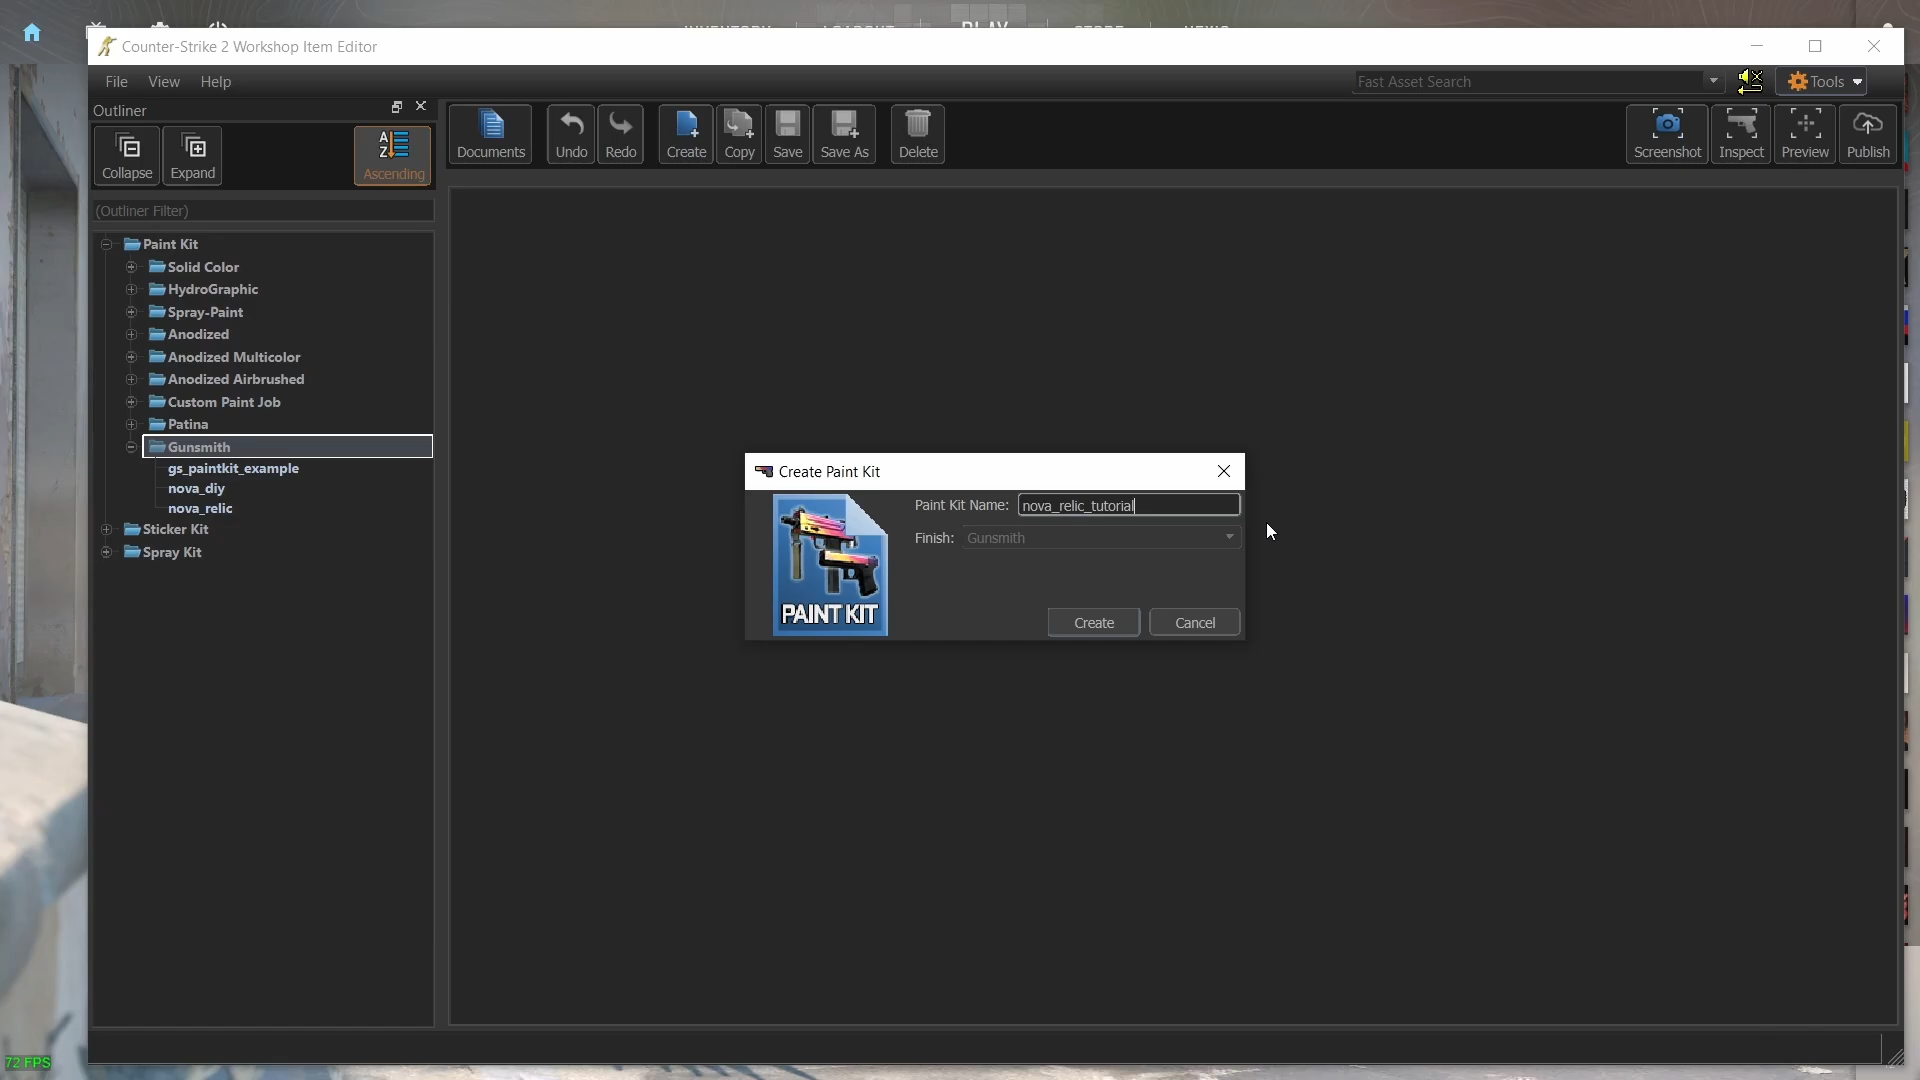 Counter-Strike 2 Workshop Item Editor
File View Help
Fast Asset Search
Tools
Outliner
Collapse Expand Ascending
Documents Undo Redo Create Copy Save Save As Delete
Screenshot Inspect Preview Publish
(Outliner Filter)
Paint Kit
Solid Color
HydroGraphic
Spray-Paint
Anodized
Anodized Multicolor
Anodized Airbrushed
Custom Paint Job
Patina
Gunsmith
gs_paintkit_example
nova_diy
nova_relic
Sticker Kit
Spray Kit
Create Paint Kit
Paint Kit Name: nova_relic_tutorial
Finish: Gunsmith
PAINT KIT
Create Cancel
72 FPS